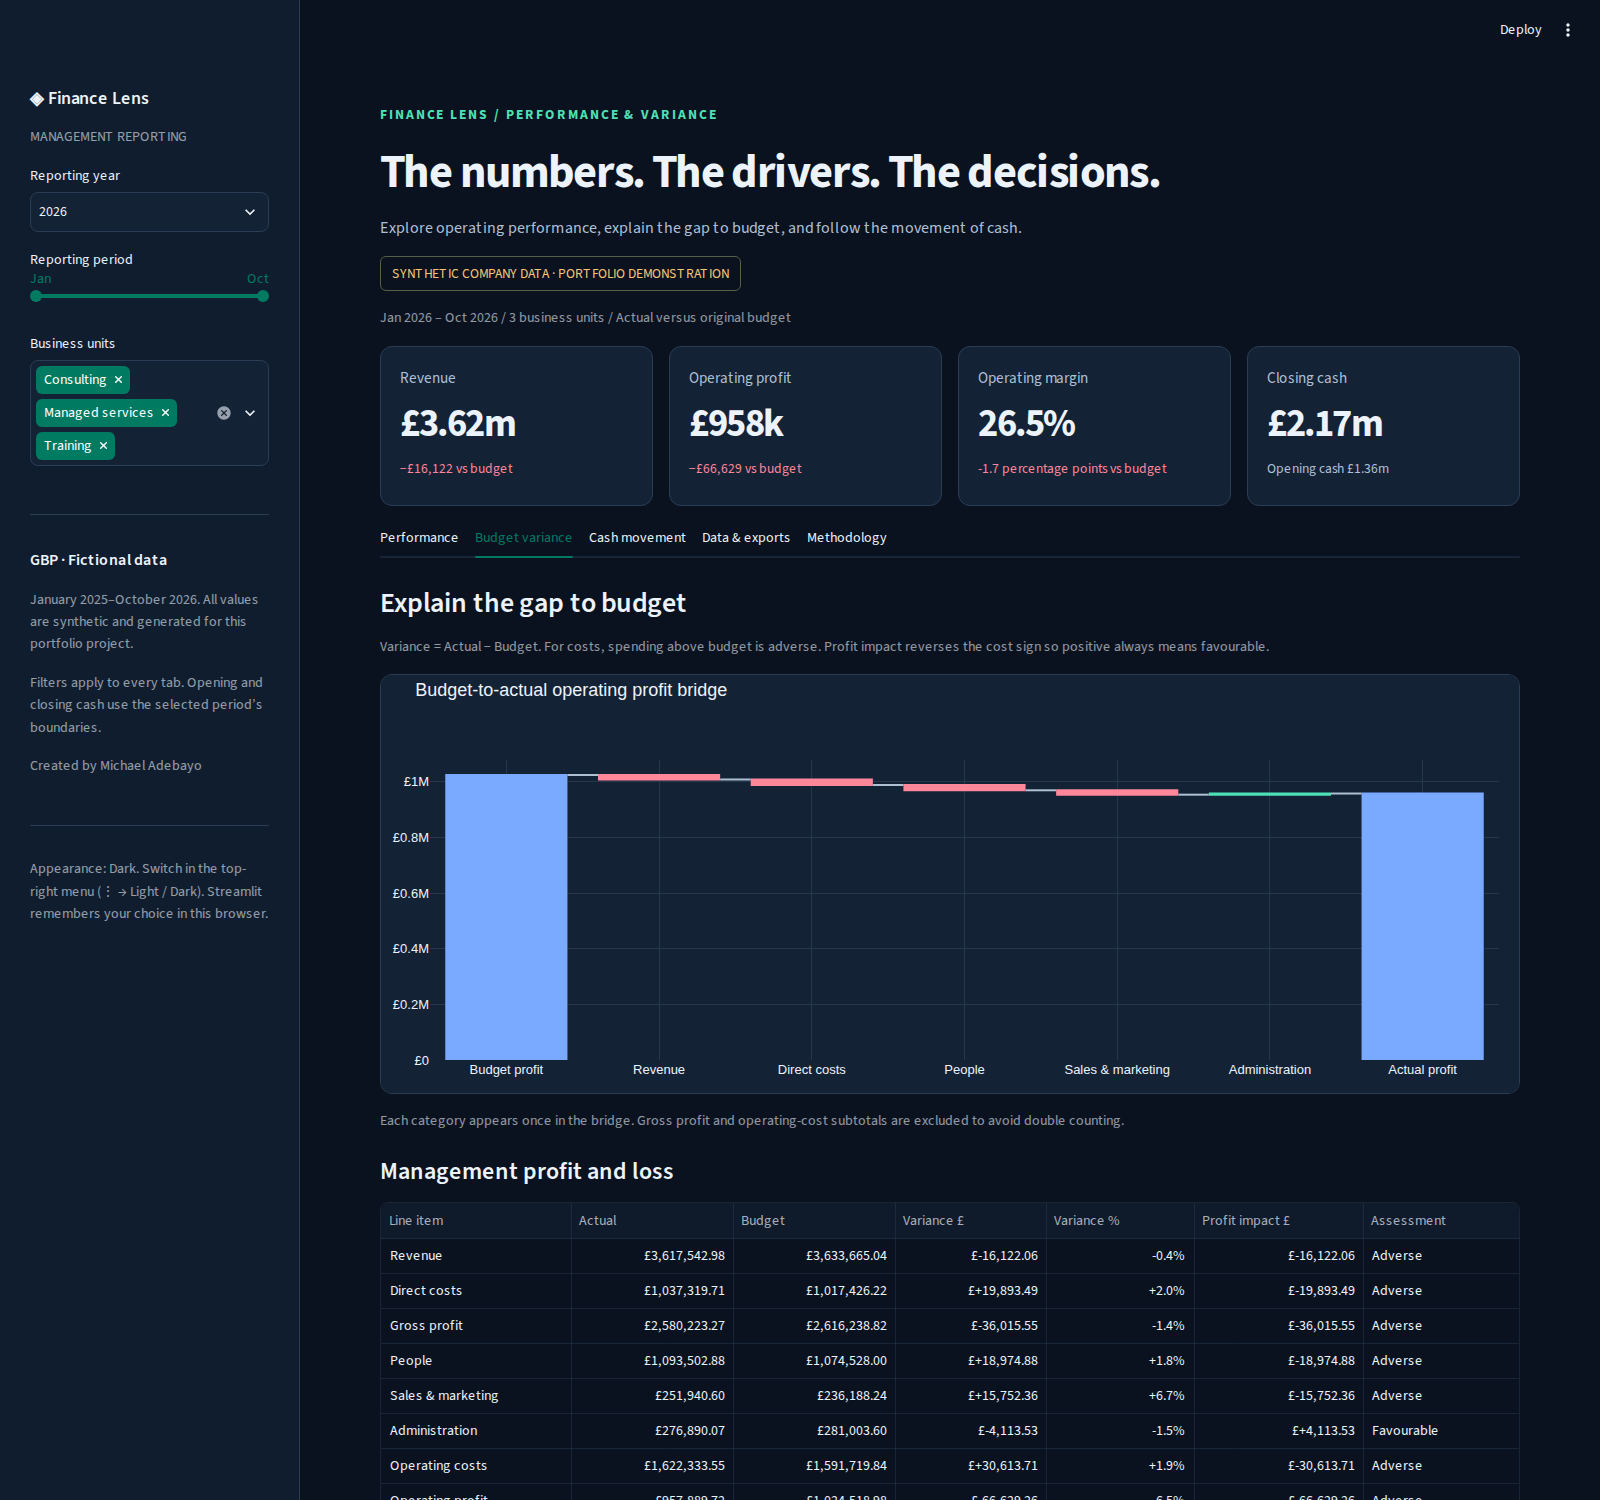 Deploy
◈ Finance Lens
MANAGEMENT REPORTING
Reporting year
2026
Reporting period
Jan Oct
Business units
Consulting ×
Managed services ×
Training ×
GBP · Fictional data
January 2025–October 2026. All values
are synthetic and generated for this
portfolio project.
Filters apply to every tab. Opening and
closing cash use the selected period's
boundaries.
Created by Michael Adebayo
Appearance: Dark. Switch in the top-
right menu (⋮ → Light / Dark). Streamlit
remembers your choice in this browser.
FINANCE LENS / PERFORMANCE & VARIANCE
The numbers. The drivers. The decisions.
Explore operating performance, explain the gap to budget, and follow the movement of cash.
SYNTHETIC COMPANY DATA · PORTFOLIO DEMONSTRATION
Jan 2026 – Oct 2026 / 3 business units / Actual versus original budget
Revenue
£3.62m
−£16,122 vs budget
Operating profit
£958k
−£66,629 vs budget
Operating margin
26.5%
-1.7 percentage points vs budget
Closing cash
£2.17m
Opening cash £1.36m
Performance Budget variance Cash movement Data & exports Methodology
Explain the gap to budget
Variance = Actual − Budget. For costs, spending above budget is adverse. Profit impact reverses the cost sign so positive always means favourable.
Budget-to-actual operating profit bridge
£1M
£0.8M
£0.6M
£0.4M
£0.2M
£0
Budget profit Revenue Direct costs People Sales & marketing Administration Actual profit
Each category appears once in the bridge. Gross profit and operating-cost subtotals are excluded to avoid double counting.
Management profit and loss
Line item Actual Budget Variance £ Variance % Profit impact £ Assessment
Revenue £3,617,542.98 £3,633,665.04 £-16,122.06 -0.4% £-16,122.06 Adverse
Direct costs £1,037,319.71 £1,017,426.22 £+19,893.49 +2.0% £-19,893.49 Adverse
Gross profit £2,580,223.27 £2,616,238.82 £-36,015.55 -1.4% £-36,015.55 Adverse
People £1,093,502.88 £1,074,528.00 £+18,974.88 +1.8% £-18,974.88 Adverse
Sales & marketing £251,940.60 £236,188.24 £+15,752.36 +6.7% £-15,752.36 Adverse
Administration £276,890.07 £281,003.60 £-4,113.53 -1.5% £+4,113.53 Favourable
Operating costs £1,622,333.55 £1,591,719.84 £+30,613.71 +1.9% £-30,613.71 Adverse